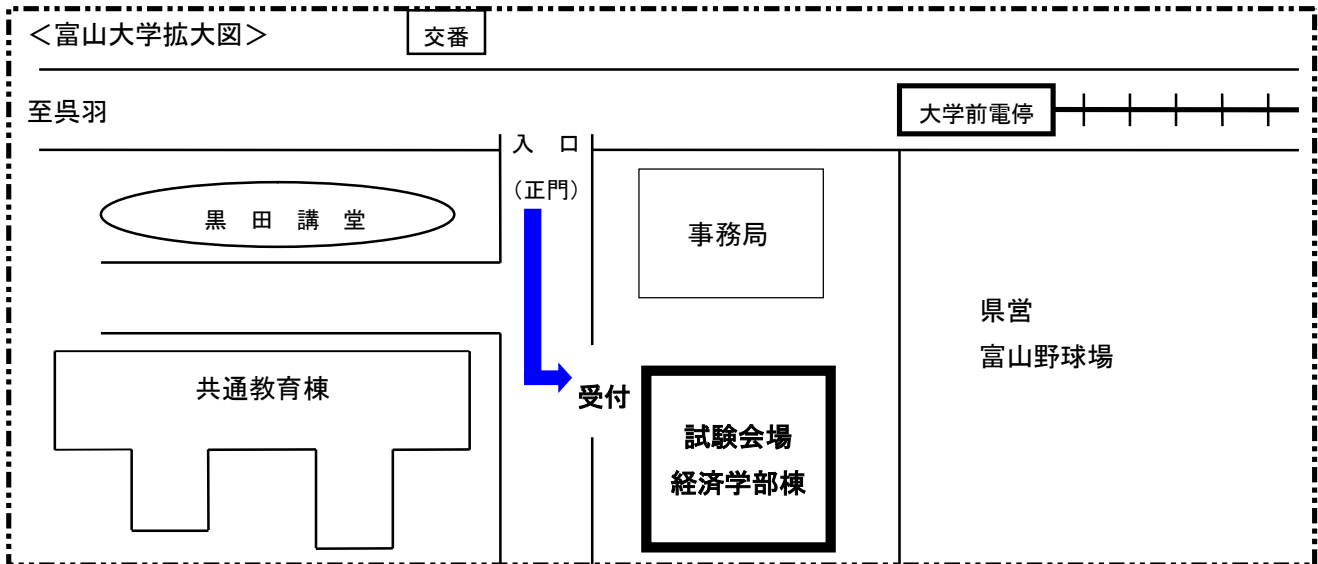 ＜富山大学拡大図＞
交番
至呉羽
大学前電停
入　口
（正門）
黒　田　講　堂
事務局
県営
富山野球場
共通教育棟
受付
試験会場
経済学部棟